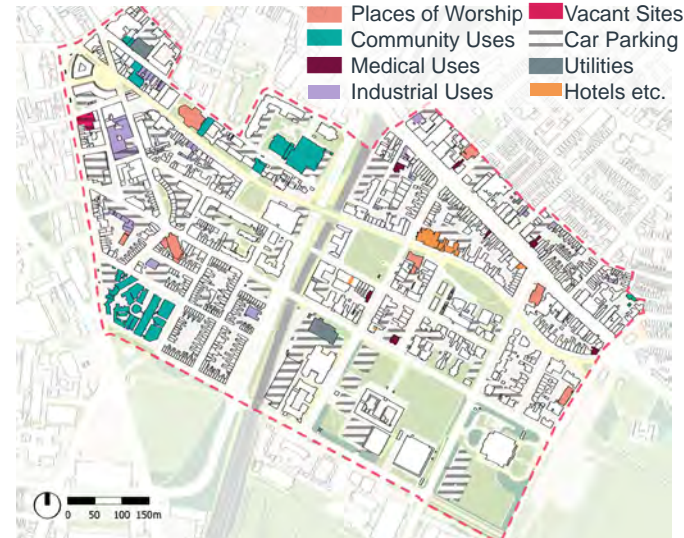 Places of Worship
Vacant Sites
Community Uses
Car Parking
Medical Uses
Utilities
Industrial Uses
Hotels etc.
0 50 100 150m